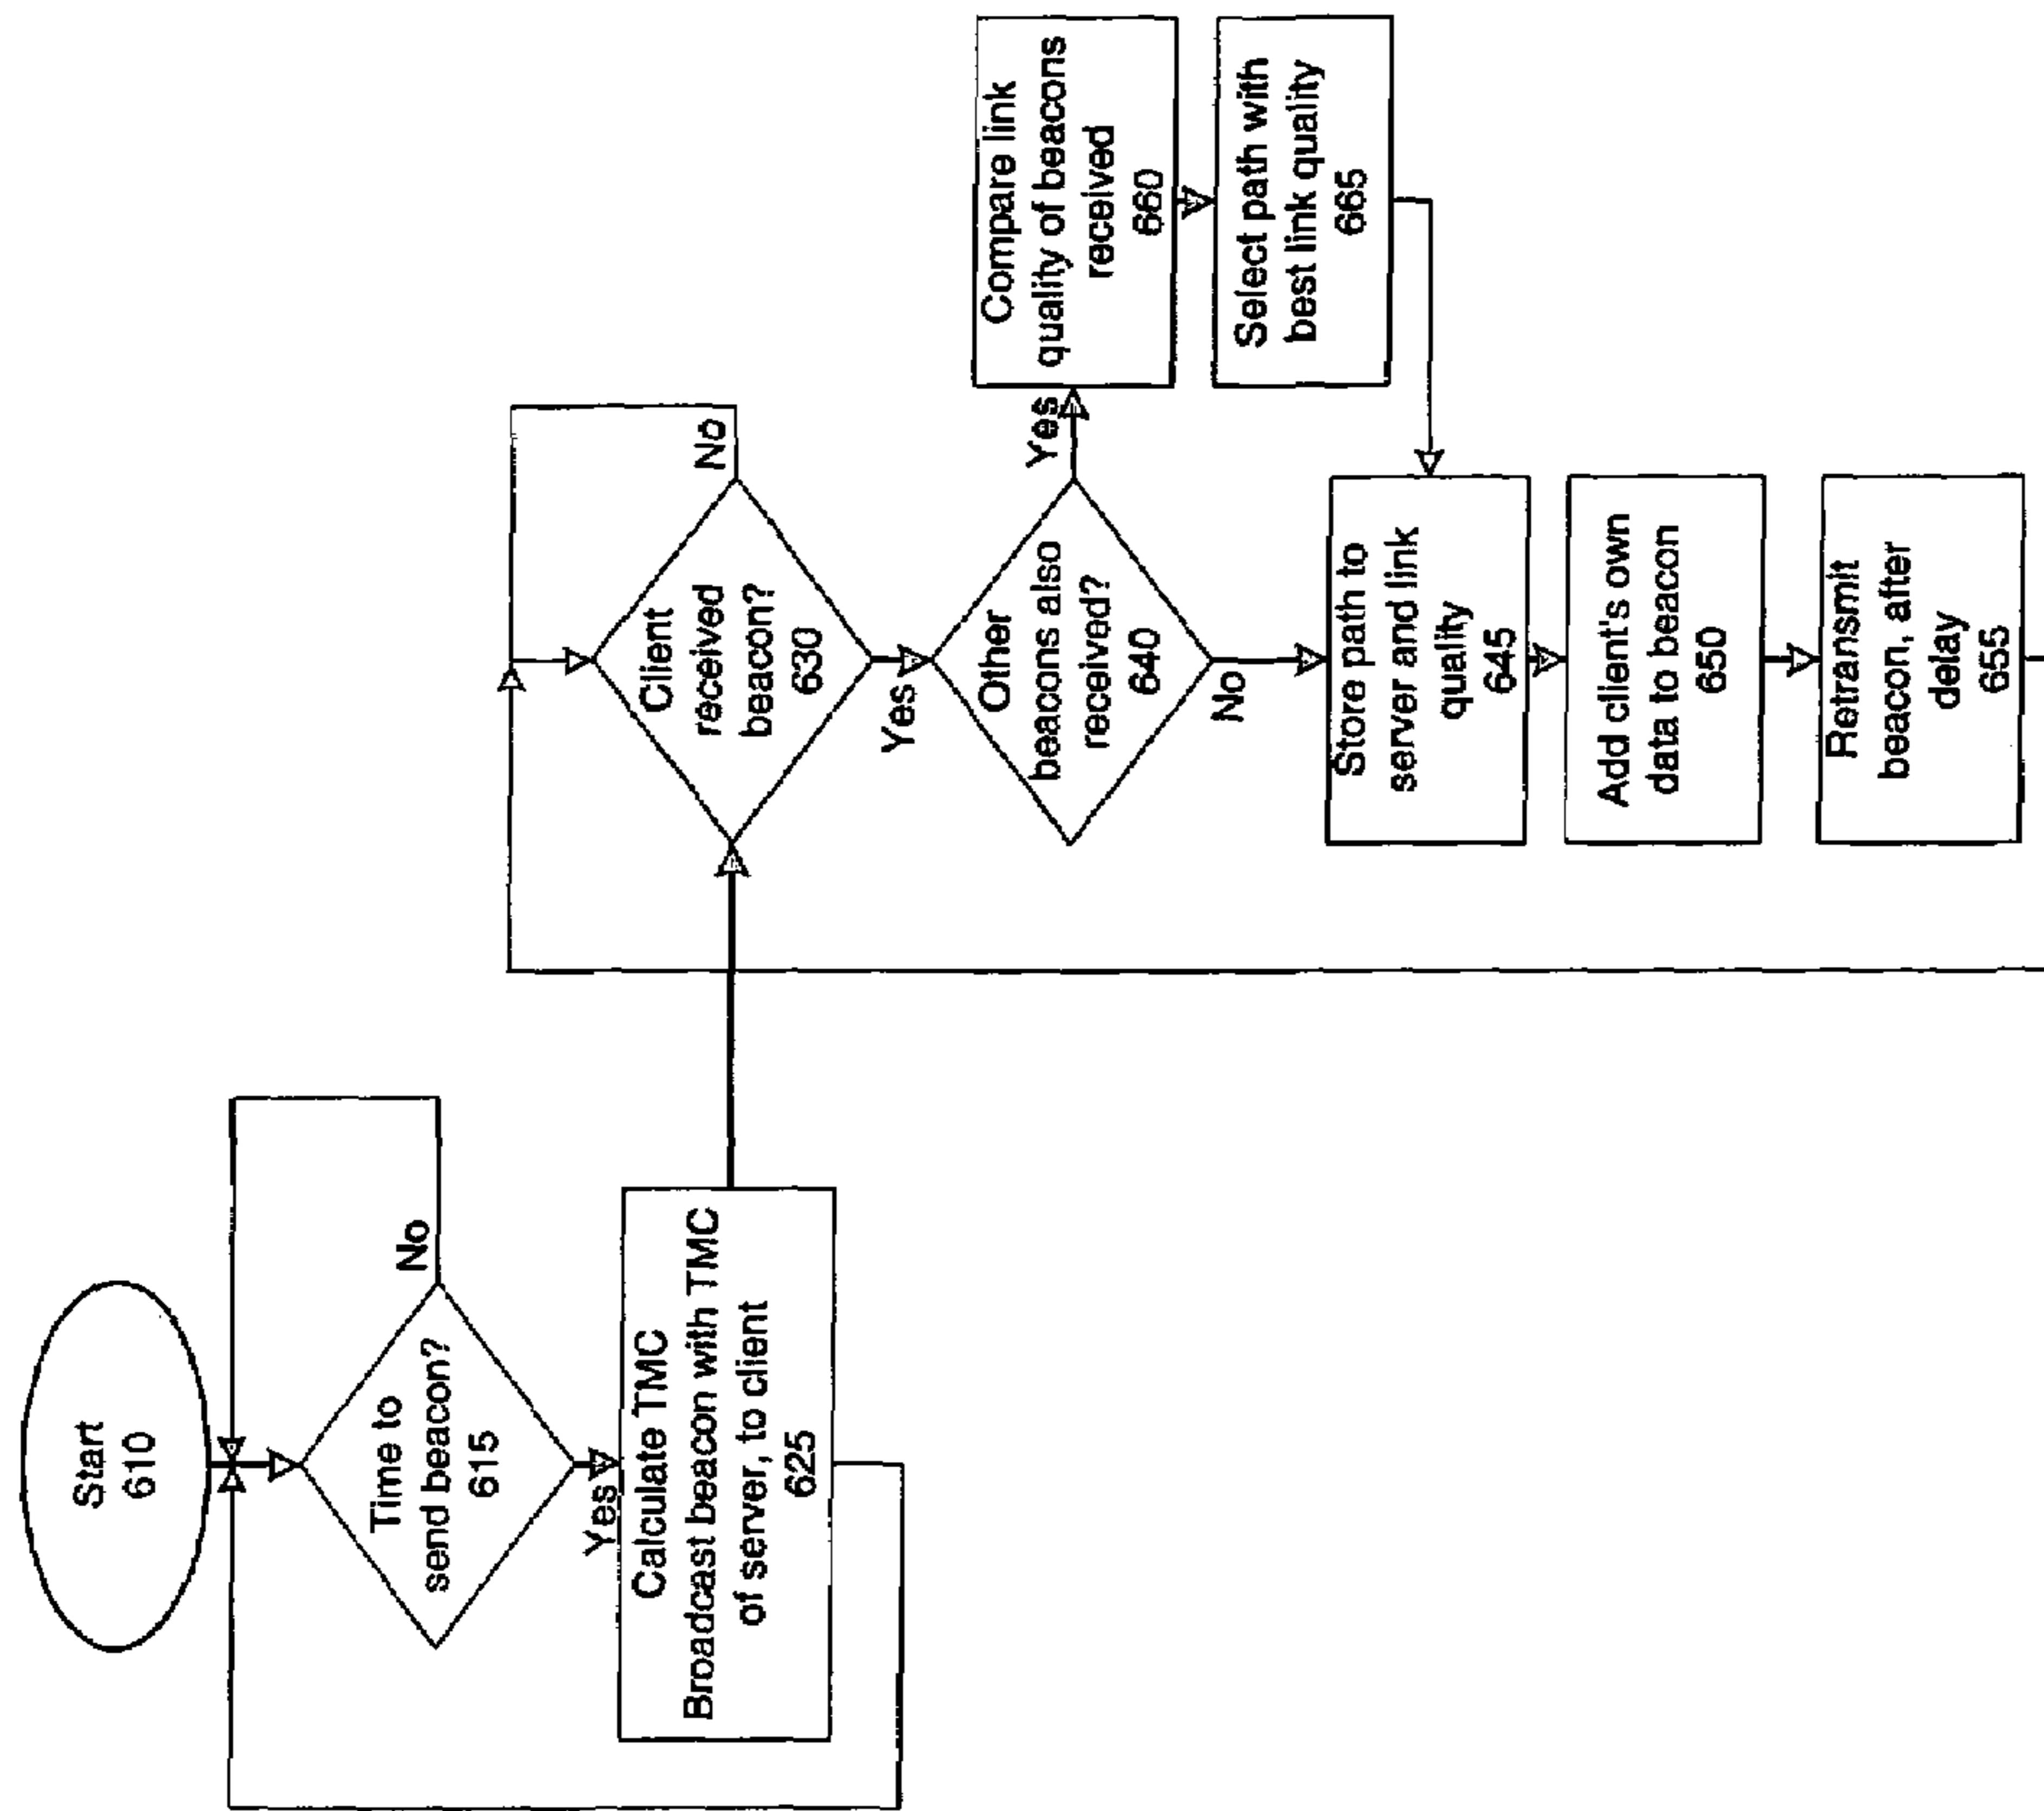 Start
610
Time to
send beacon?
615
No
Yes
Calculate TMC
Broadcast beacon with TMC
of server, to client
625
Client
received
beacon?
630
No
Yes
Other
beacons also
received?
640
Yes
No
Compare link
quality of beacons
received
660
Select path with
best link quality
665
Store path to
server and link
quality
645
Add client's own
data to beacon
650
Retransmit
beacon, after
delay
655